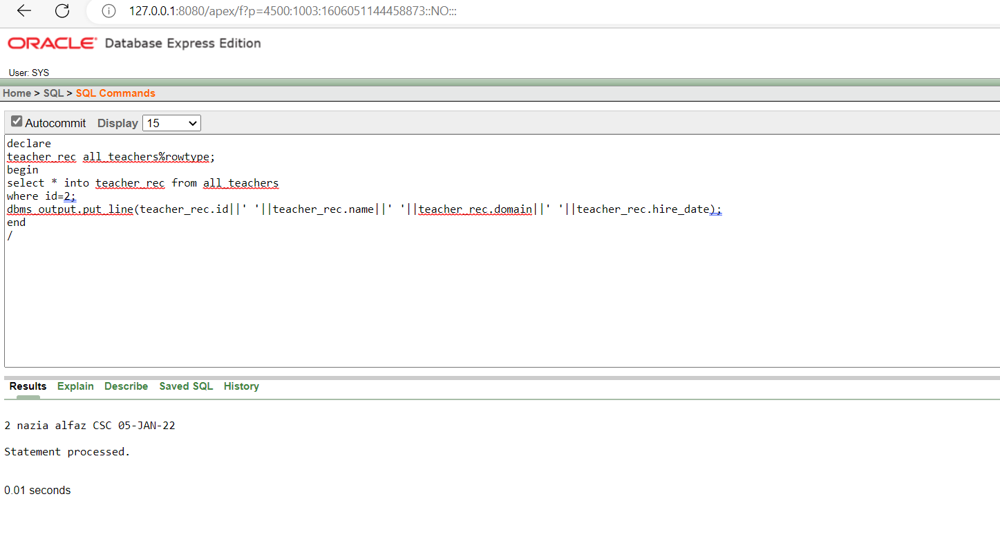 127.0.0.1:8080/apex/f?p=4500:1003:1606051144458873::NO:::
ORACLE Database Express Edition
User: SYS
Home > SQL > SQL Commands
Autocommit Display 15
declare
teacher_rec all_teachers%rowtype;
begin
select * into teacher_rec from all_teachers
where id=2;
dbms_output.put_line(teacher_rec.id||' '||teacher_rec.name||' '||teacher_rec.domain||' '||teacher_rec.hire_date);
end
/
Results Explain Describe Saved SQL History
2 nazia alfaz CSC 05-JAN-22
Statement processed.
0.01 seconds